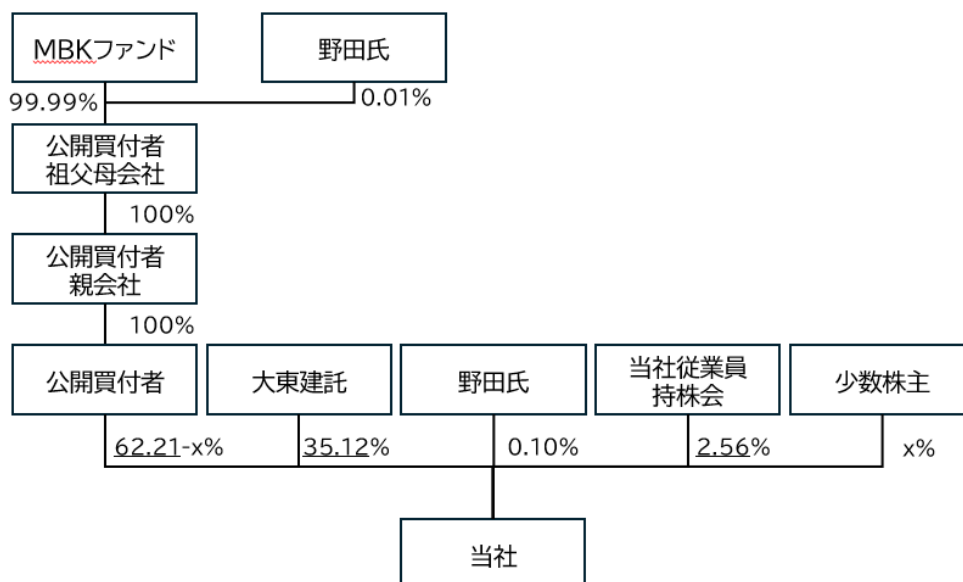 MBKファンド
野田氏
99.99%
0.01%
公開買付者
祖父母会社
100%
公開買付者
親会社
100%
公開買付者
大東建託
野田氏
当社従業員
持株会
少数株主
62.21-x%
35.12%
0.10%
2.56%
x%
当社